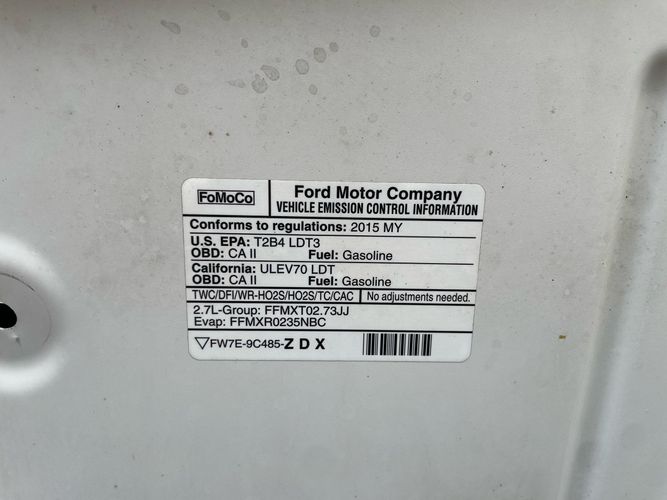 FoMoCo
Ford Motor Company
VEHICLE EMISSION CONTROL INFORMATION
Conforms to regulations: 2015 MY
U.S. EPA: T2B4 LDT3
OBD: CA II Fuel: Gasoline
California: ULEV70 LDT
OBD: CA II Fuel: Gasoline
TWC/DFI/WR-HO2S/HO2S/TC/CAC No adjustments needed.
2.7L-Group: FFMXT02.73JJ
Evap: FFMXR0235NBC
▽FW7E-9C485-Z D X